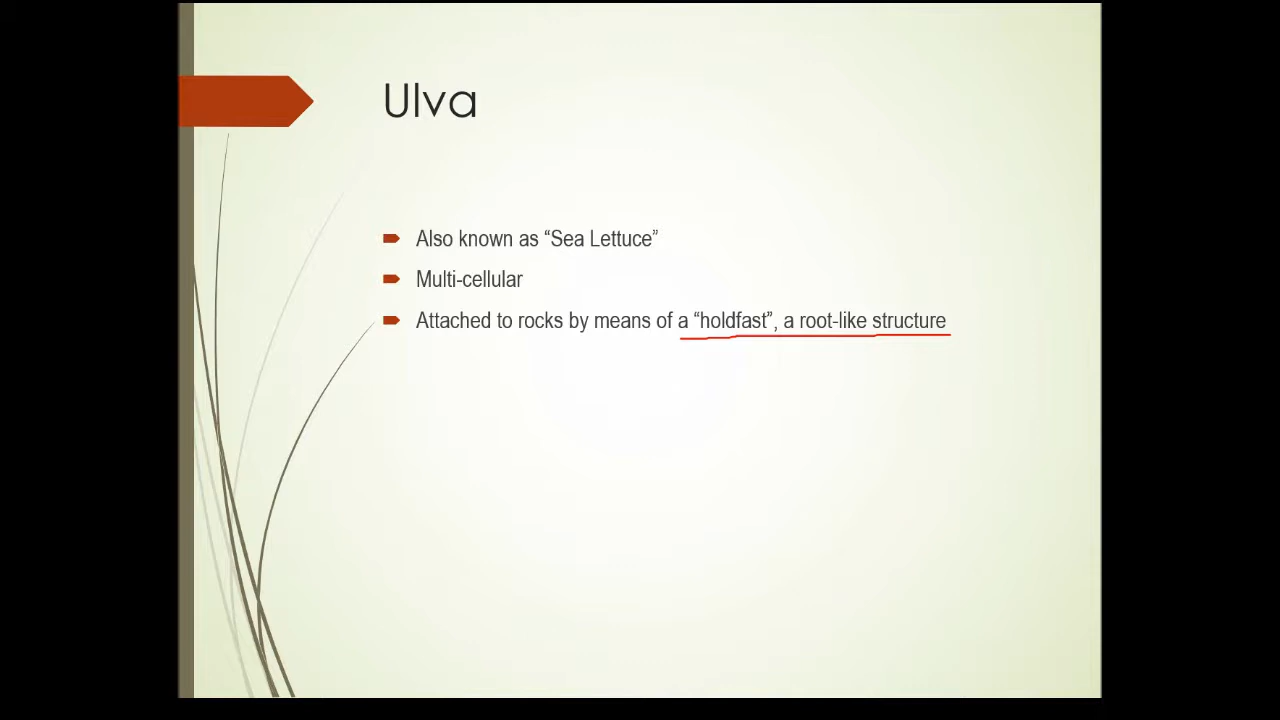 Ulva
Also known as “Sea Lettuce”
Multi-cellular
Attached to rocks by means of a “holdfast”, a root-like structure